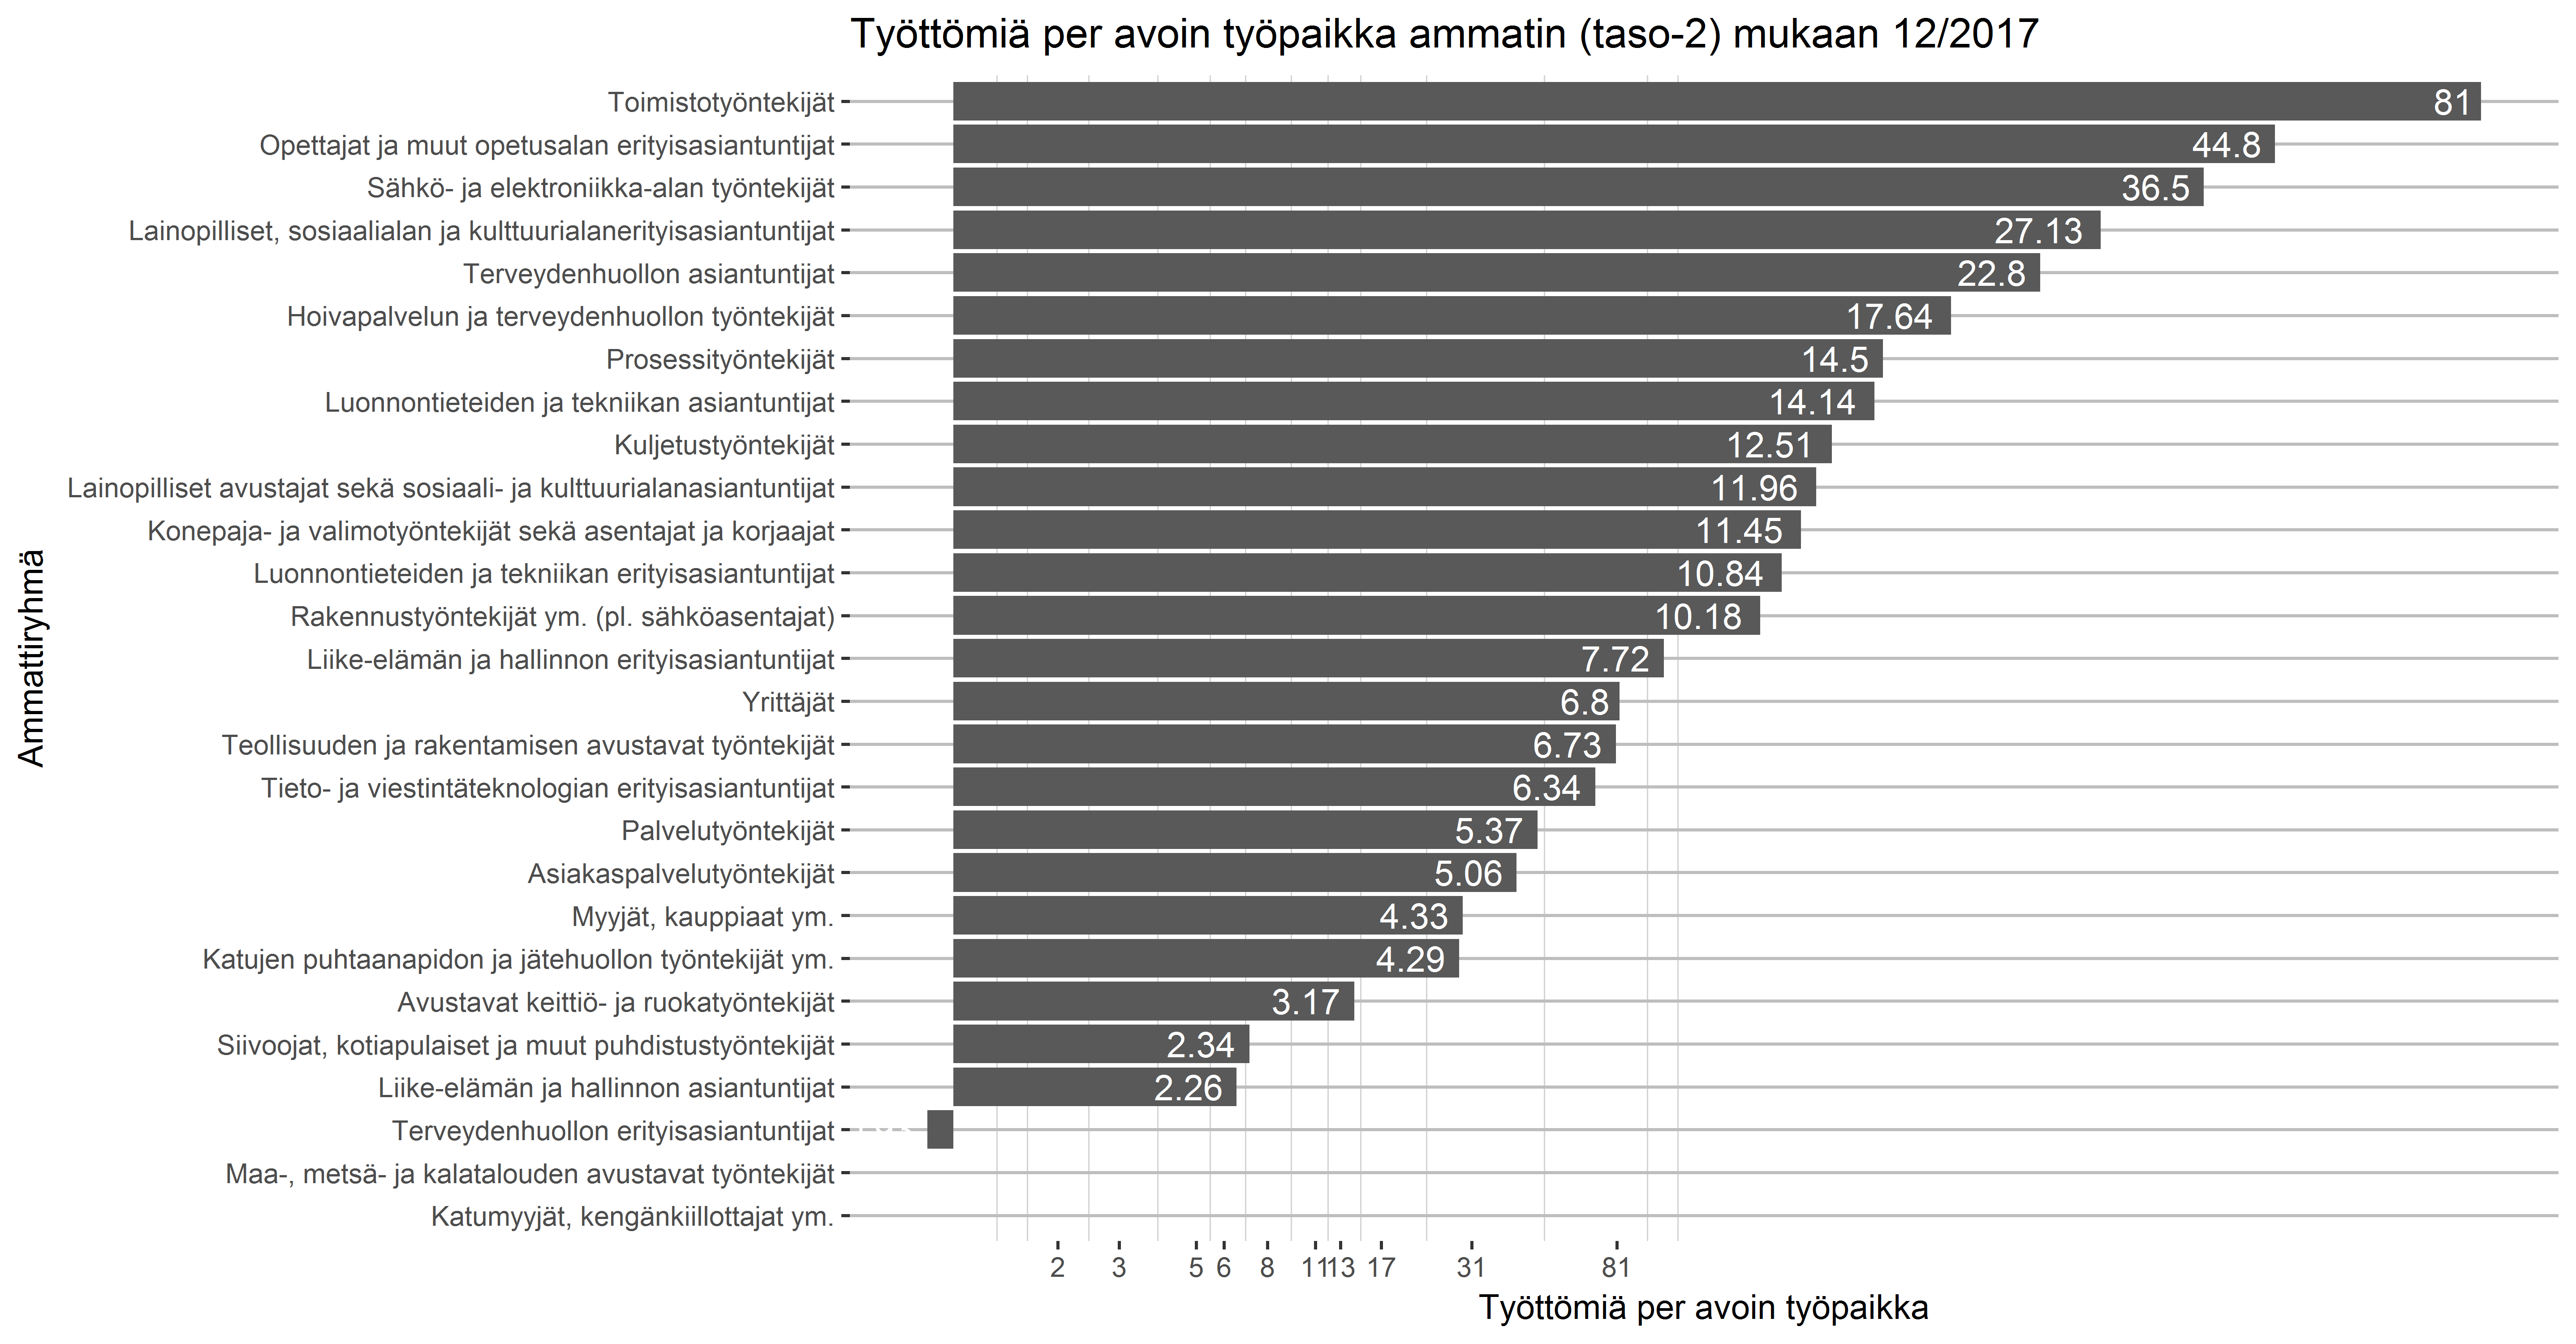 Työttömiä per avoin työpaikka ammatin (taso-2) mukaan 12/2017
Ammattiryhmä
Toimistotyöntekijät 81
Opettajat ja muut opetusalan erityisasiantuntijat 44.8
Sähkö- ja elektroniikka-alan työntekijät 36.5
Lainopilliset, sosiaalialan ja kulttuurialanerityisasiantuntijat 27.13
Terveydenhuollon asiantuntijat 22.8
Hoivapalvelun ja terveydenhuollon työntekijät 17.64
Prosessityöntekijät 14.5
Luonnontieteiden ja tekniikan asiantuntijat 14.14
Kuljetustyöntekijät 12.51
Lainopilliset avustajat sekä sosiaali- ja kulttuurialanasiantuntijat 11.96
Konepaja- ja valimotyöntekijät sekä asentajat ja korjaajat 11.45
Luonnontieteiden ja tekniikan erityisasiantuntijat 10.84
Rakennustyöntekijät ym. (pl. sähköasentajat) 10.18
Liike-elämän ja hallinnon erityisasiantuntijat 7.72
Yrittäjät 6.8
Teollisuuden ja rakentamisen avustavat työntekijät 6.73
Tieto- ja viestintäteknologian erityisasiantuntijat 6.34
Palvelutyöntekijät 5.37
Asiakaspalvelutyöntekijät 5.06
Myyjät, kauppiaat ym. 4.33
Katujen puhtaanapidon ja jätehuollon työntekijät ym. 4.29
Avustavat keittiö- ja ruokatyöntekijät 3.17
Siivoojat, kotiapulaiset ja muut puhdistustyöntekijät 2.34
Liike-elämän ja hallinnon asiantuntijat 2.26
Terveydenhuollon erityisasiantuntijat
Maa-, metsä- ja kalatalouden avustavat työntekijät
Katumyyjät, kengänkiillottajat ym.
2 3 5 6 8 11 13 17 31 81
Työttömiä per avoin työpaikka